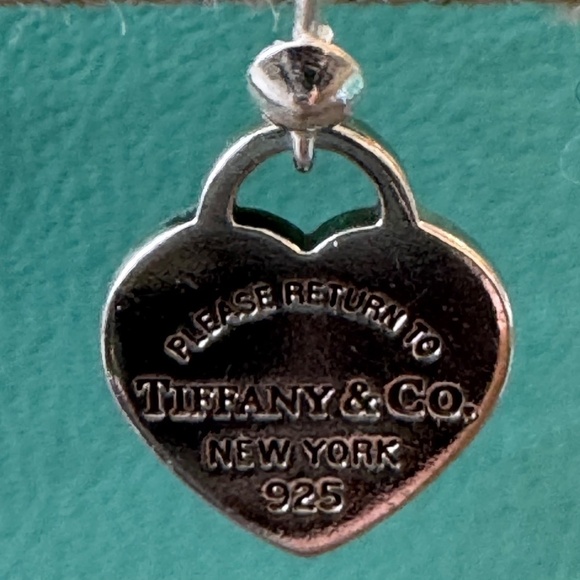 PLEASE RETURN TO
TIFFANY & CO.
NEW YORK
925